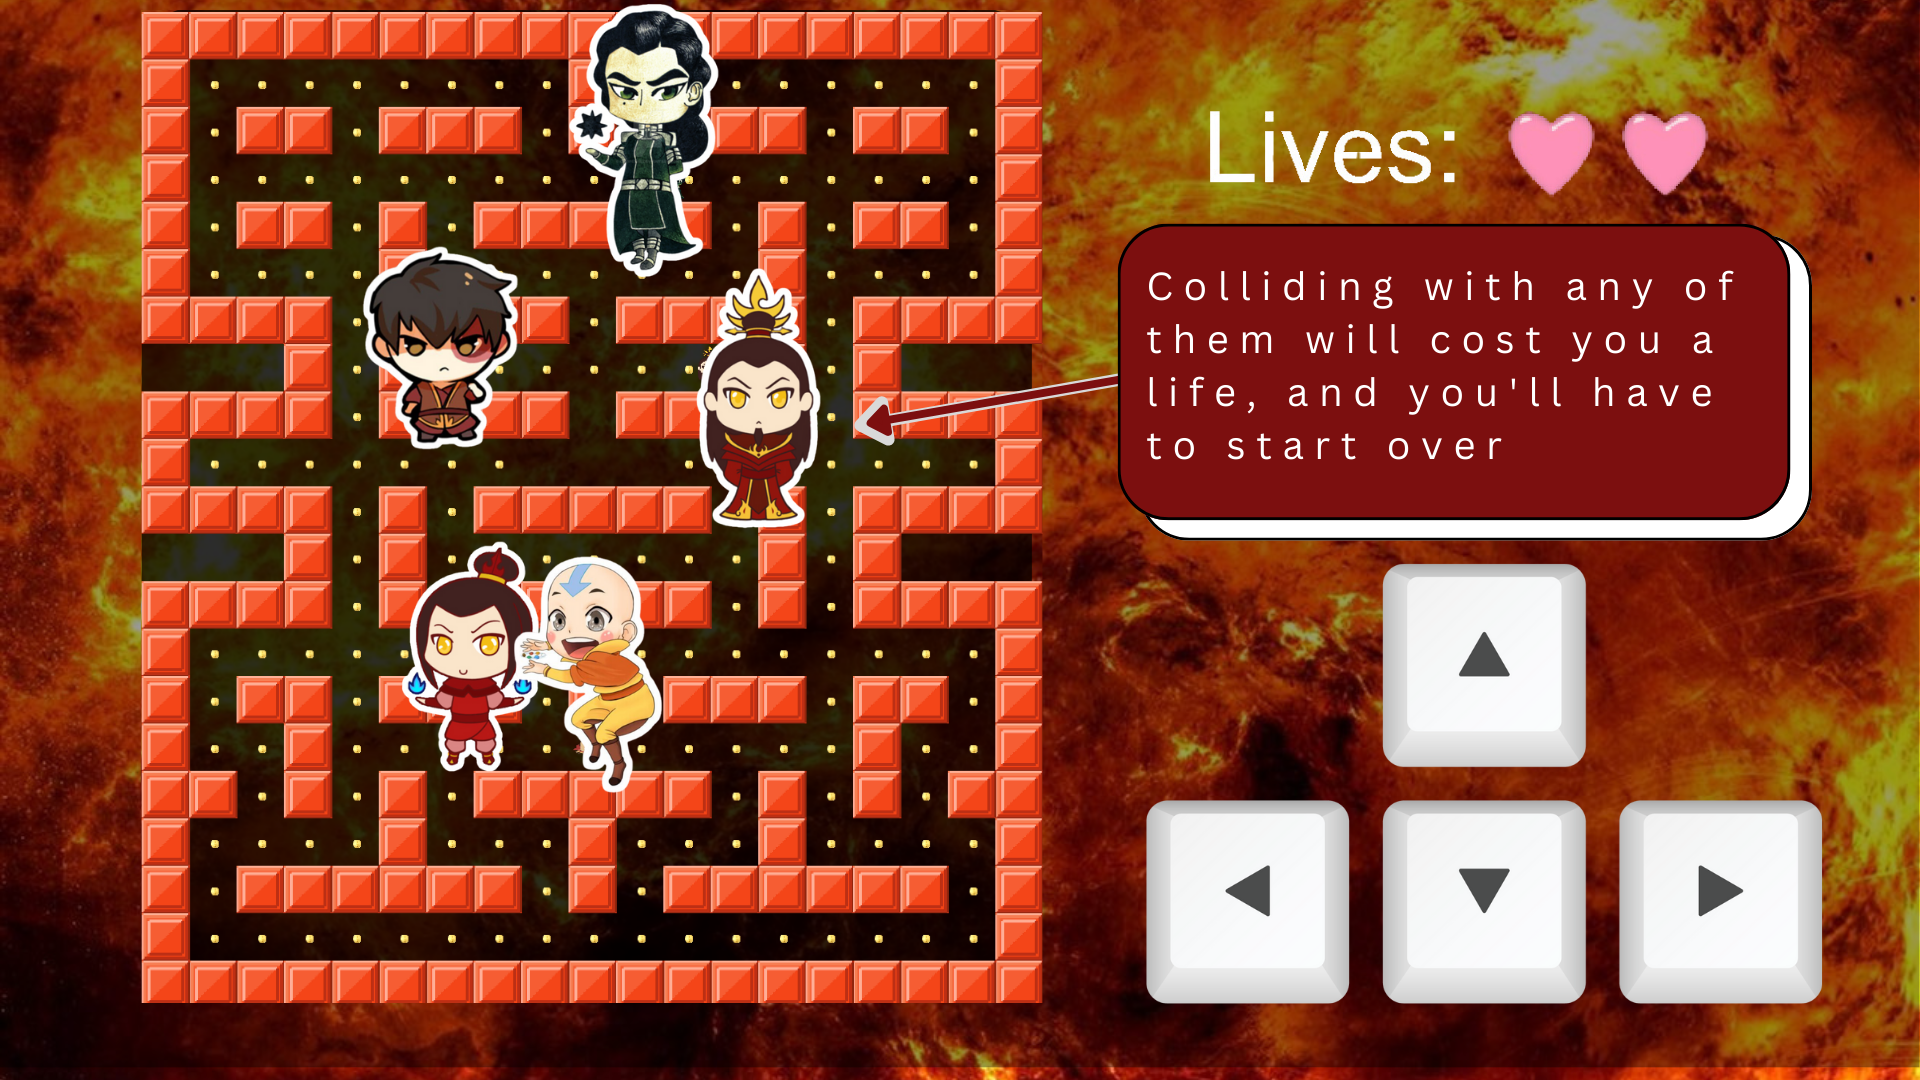 Lives:
Colliding with any of
them will cost you a
life, and you'll have
to start over